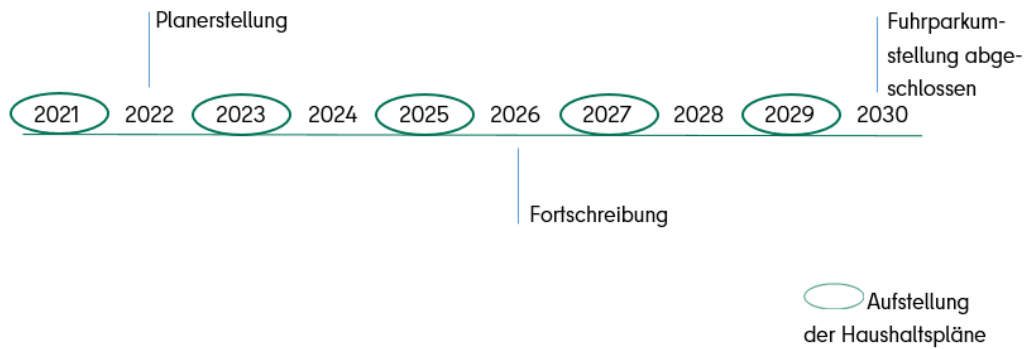 Planerstellung
Fuhrparkum-
stellung abge-
schlossen
2021 2022 2023 2024 2025 2026 2027 2028 2029 2030
Fortschreibung
Aufstellung
der Haushaltspläne